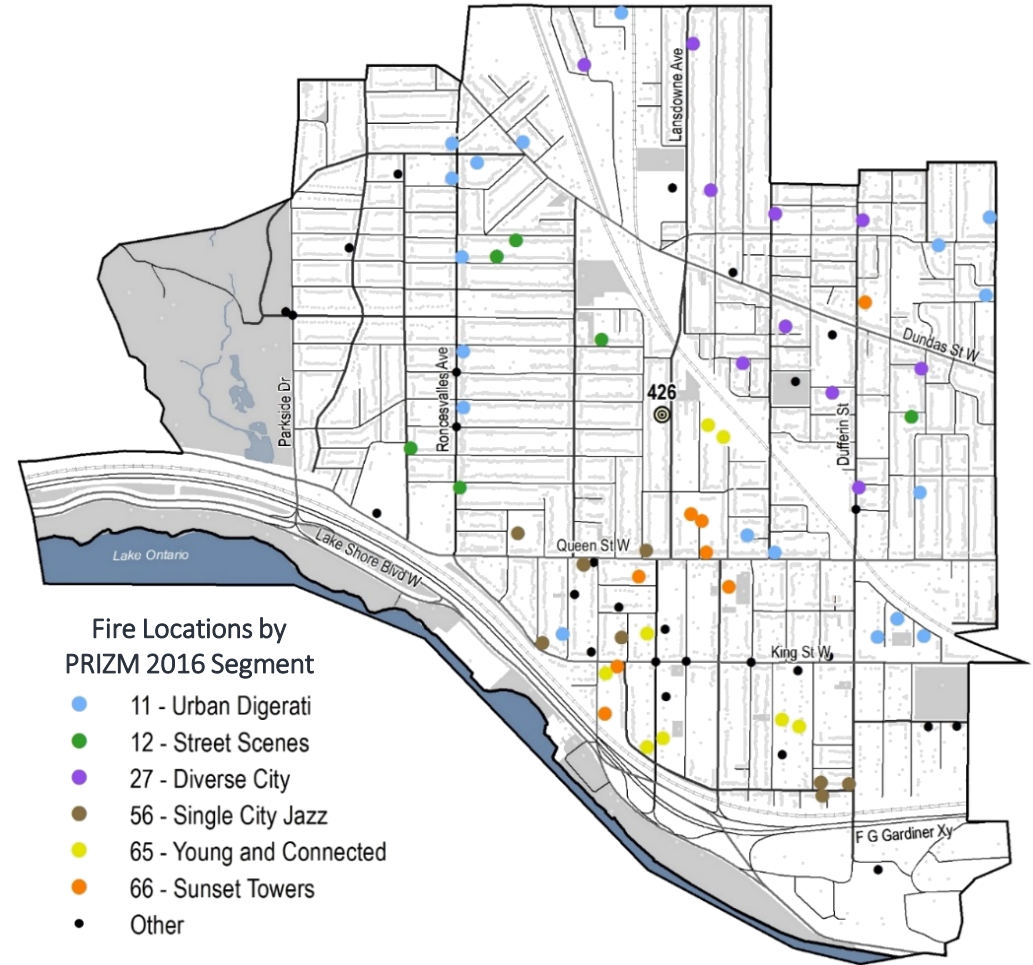 Lansdowne Ave
Dundas St W
Roncesvalles Ave
426
Parkside Dr
Dufferin St
Queen St W
Lake Shore Blvd W
Lake Ontario
King St W
F G Gardiner Xy
Fire Locations by
PRIZM 2016 Segment
11 - Urban Digerati
12 - Street Scenes
27 - Diverse City
56 - Single City Jazz
65 - Young and Connected
66 - Sunset Towers
Other